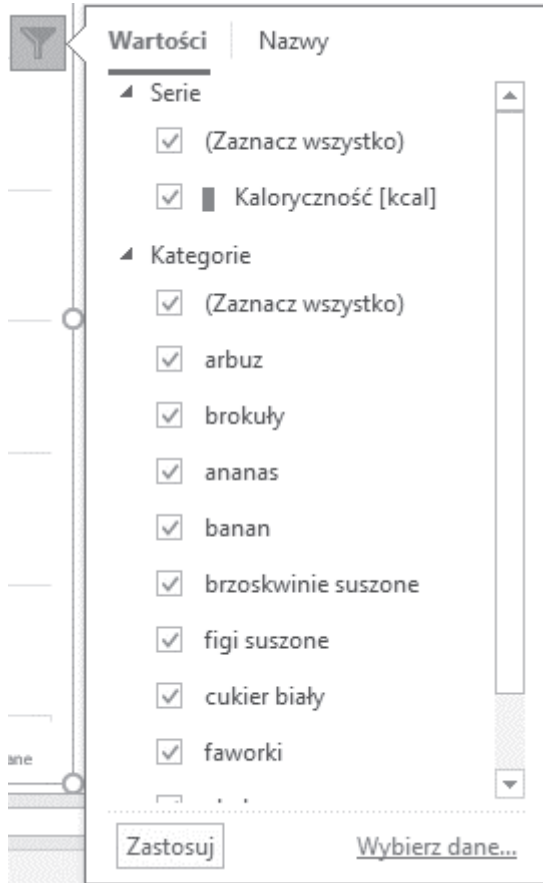 Wartości Nazwy
Serie
(Zaznacz wszystko)
Kaloryczność [kcal]
Kategorie
(Zaznacz wszystko)
arbuz
brokuły
ananas
banan
brzoskwinie suszone
figi suszone
cukier biały
faworki
Zastosuj Wybierz dane...